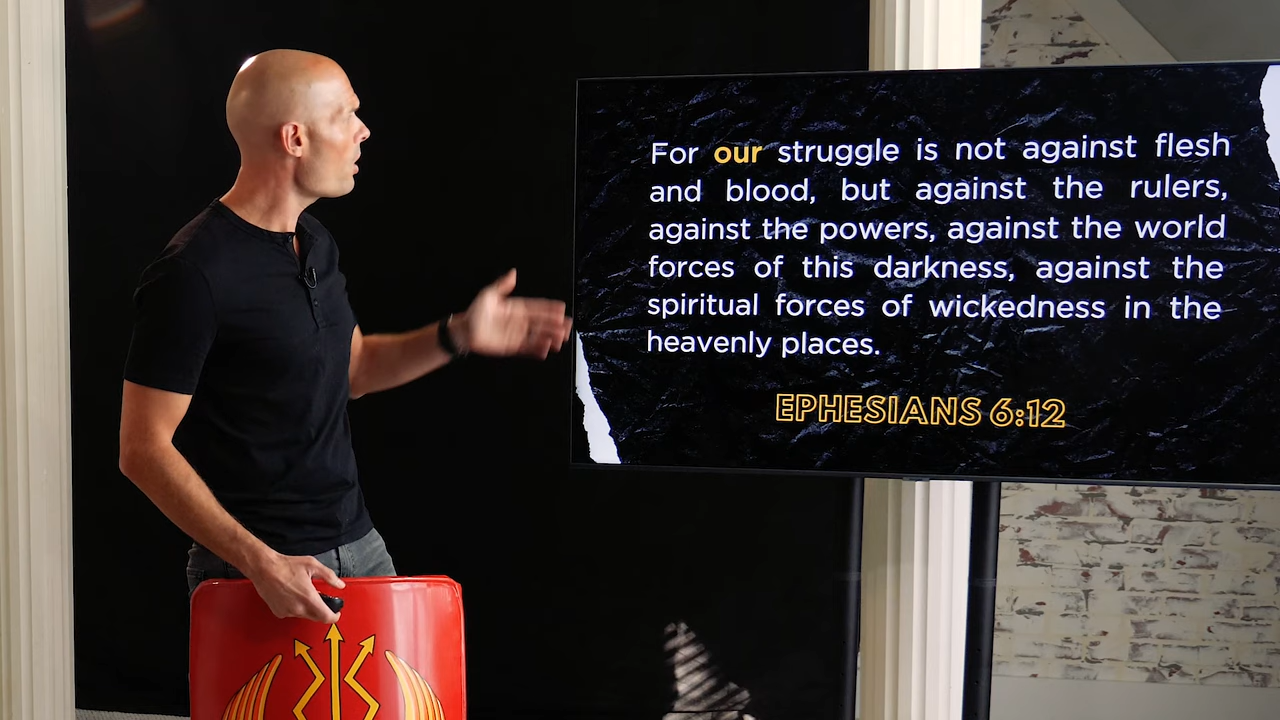 For our struggle is not against flesh
and blood, but against the rulers,
against the powers, against the world
forces of this darkness, against the
spiritual forces of wickedness in the
heavenly places.
EPHESIANS 6:12